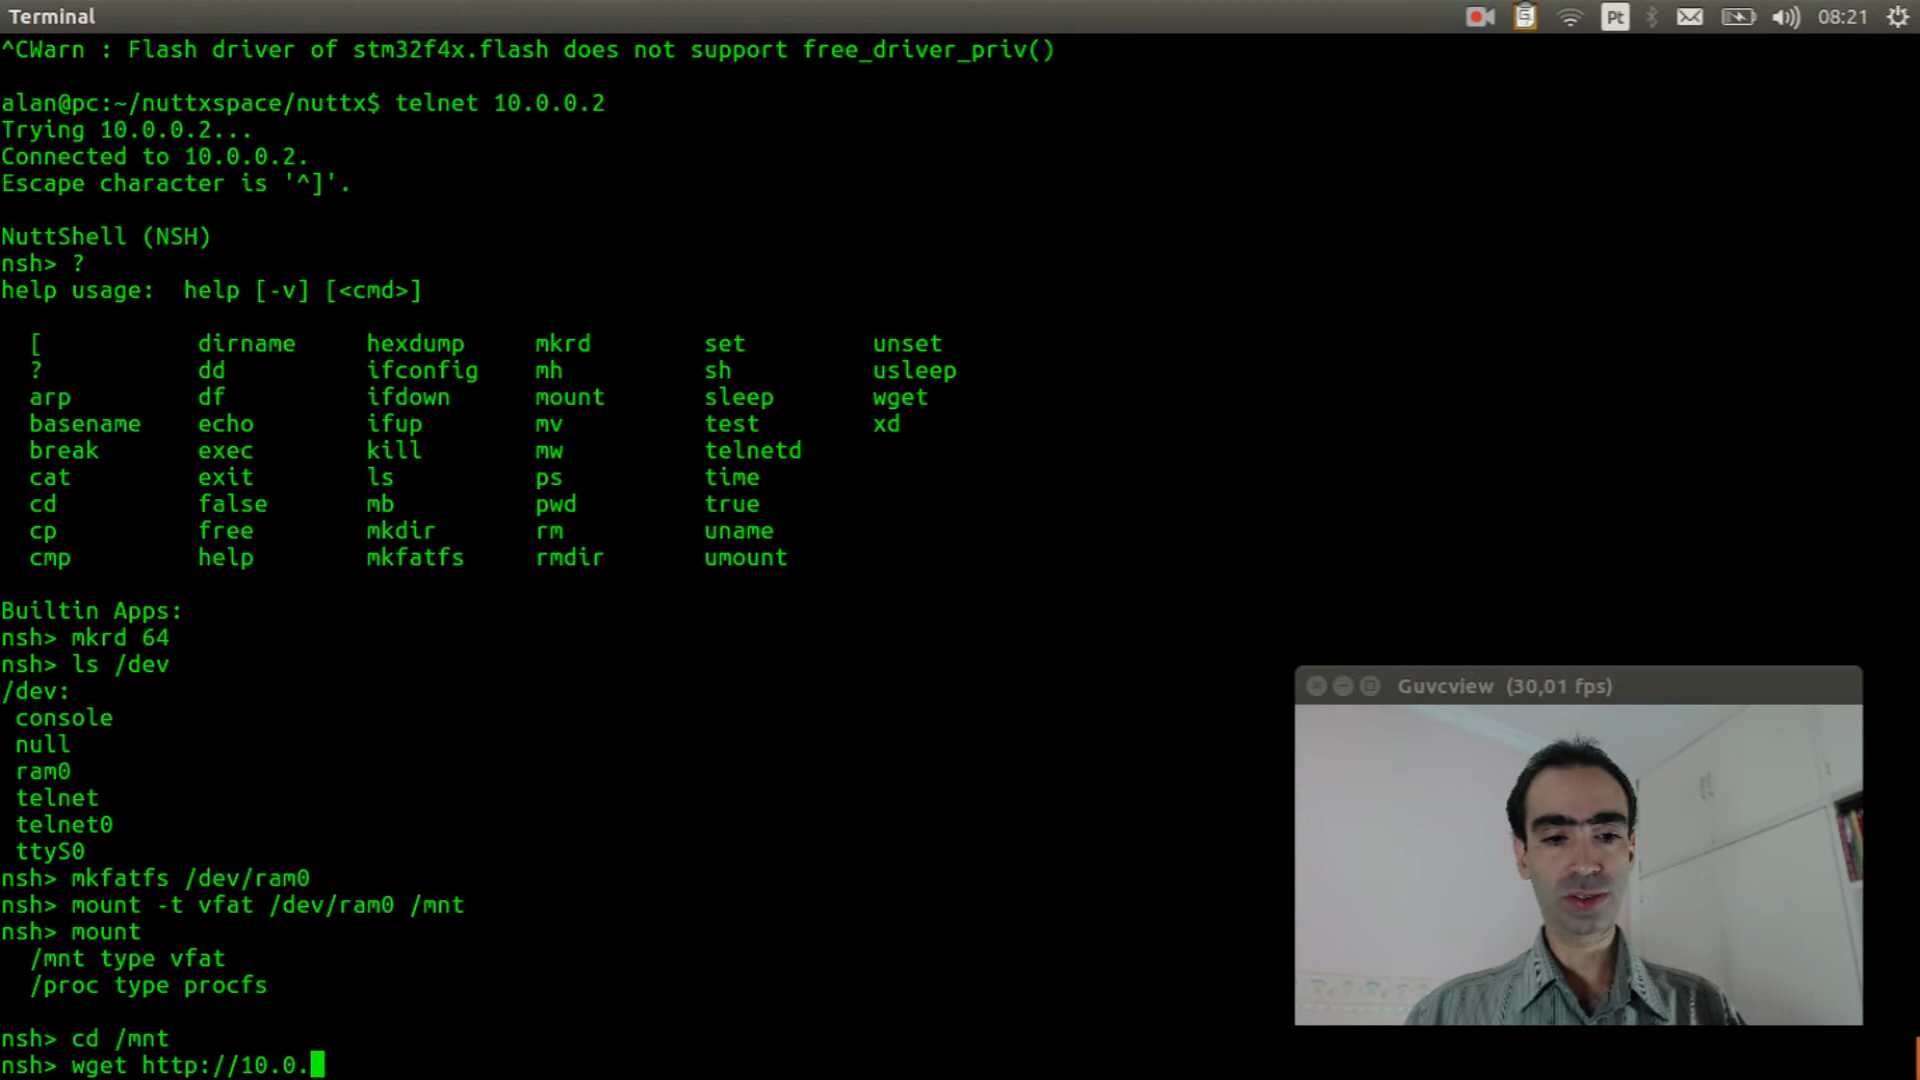 Terminal
Pt
08:21
^CWarn : Flash driver of stm32f4x.flash does not support free_driver_priv()
alan@pc:~/nuttxspace/nuttx$ telnet 10.0.0.2
Trying 10.0.0.2...
Connected to 10.0.0.2.
Escape character is '^]'.
NuttShell (NSH)
nsh> ?
help usage:  help [-v] [<cmd>]
[ dirname hexdump mkrd set unset
? dd ifconfig mh sh usleep
arp df ifdown mount sleep wget
basename echo ifup mv test xd
break exec kill mw telnetd
cat exit ls ps time
cd false mb pwd true
cp free mkdir rm uname
cmp help mkfatfs rmdir umount
Builtin Apps:
nsh> mkrd 64
nsh> ls /dev
/dev:
console
null
ram0
telnet
telnet0
ttyS0
nsh> mkfatfs /dev/ram0
nsh> mount -t vfat /dev/ram0 /mnt
nsh> mount
/mnt type vfat
/proc type procfs
nsh> cd /mnt
nsh> wget http://10.0.
Guvcview (30,01 fps)